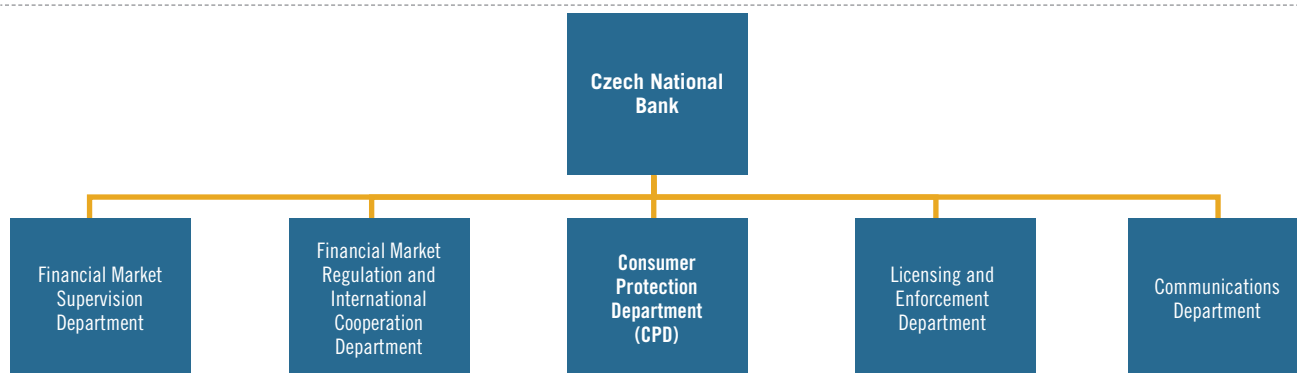 Czech National
Bank
Financial Market
Supervision
Department
Financial Market
Regulation and
International
Cooperation
Department
Consumer
Protection
Department
(CPD)
Licensing and
Enforcement
Department
Communications
Department